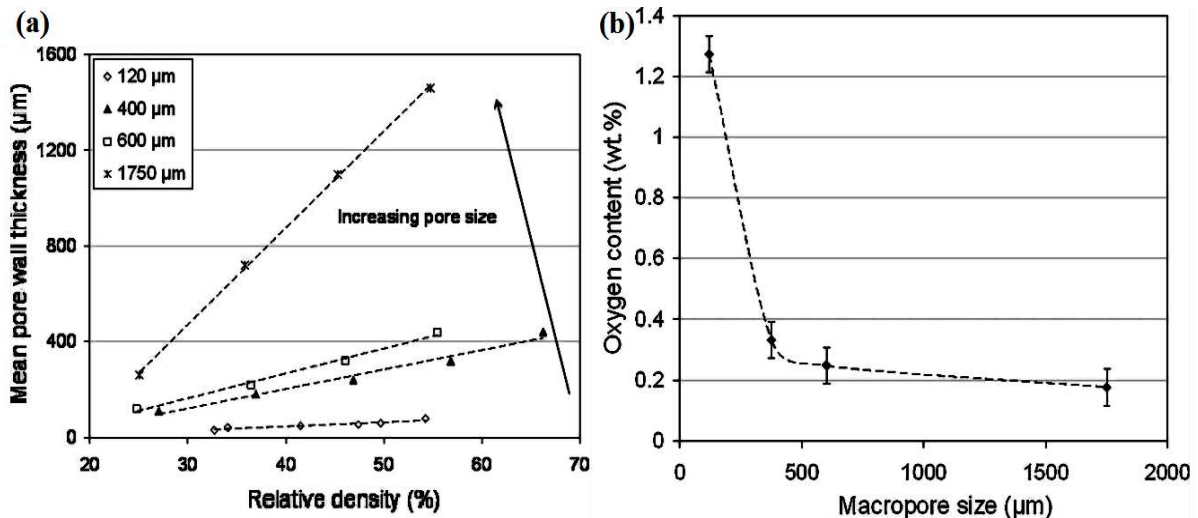 (a)
1600
1200
800
400
0
Mean pore wall thickness (µm)
120 µm
400 µm
600 µm
1750 µm
Increasing pore size
20 30 40 50 60 70
Relative density (%)
(b)
1.4
1.2
1
0.8
0.6
0.4
0.2
0
Oxygen content (wt.%)
0 500 1000 1500 2000
Macropore size (µm)